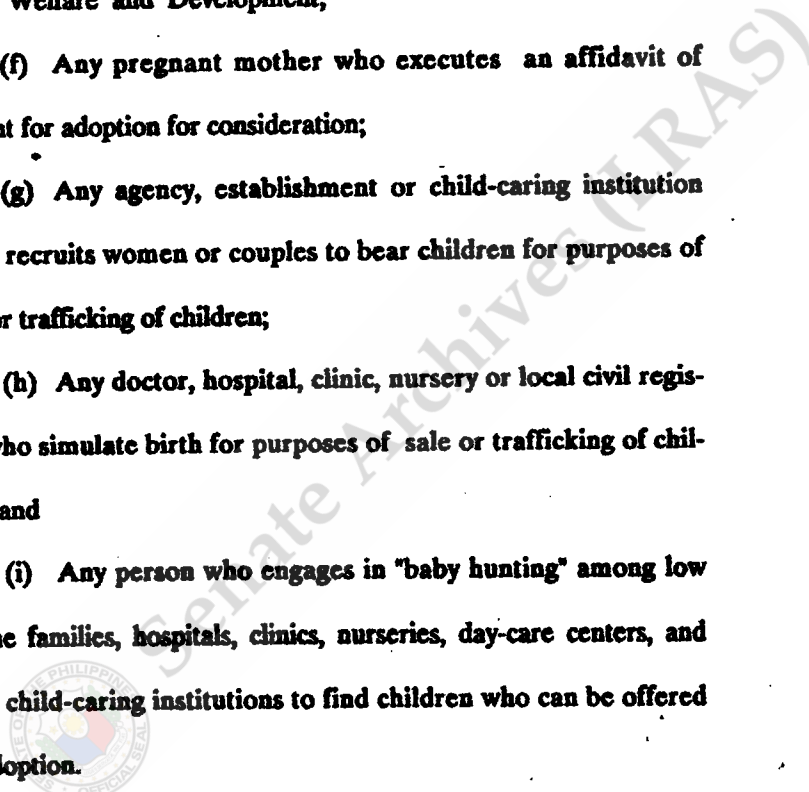 Welfare and Development;
(f) Any pregnant mother who executes an affidavit of
for adoption for consideration;
(g) Any agency, establishment or child-caring institution
recruits women or couples to bear children for purposes of
trafficking of children;
(h) Any doctor, hospital, clinic, nursery or local civil regis-
who simulate birth for purposes of sale or trafficking of chil-
and
(i) Any person who engages in "baby hunting" among low
families, hospitals, clinics, nurseries, day-care centers, and
child-caring institutions to find children who can be offered
doption.
Senate Archives (LRAS)